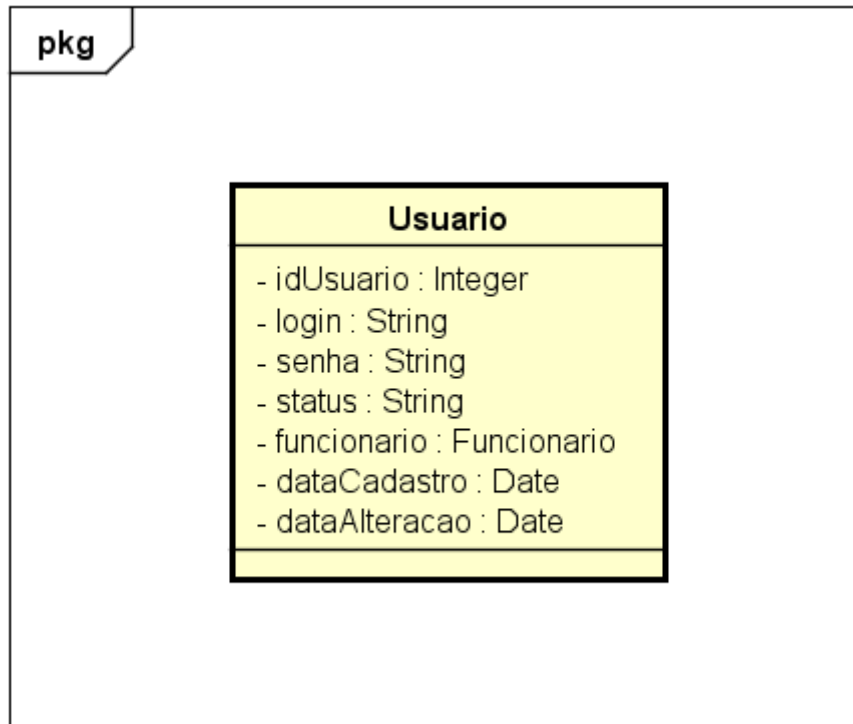 pkg
Usuario
- idUsuario : Integer
- login : String
- senha : String
- status : String
- funcionario : Funcionario
- dataCadastro : Date
- dataAlteracao : Date